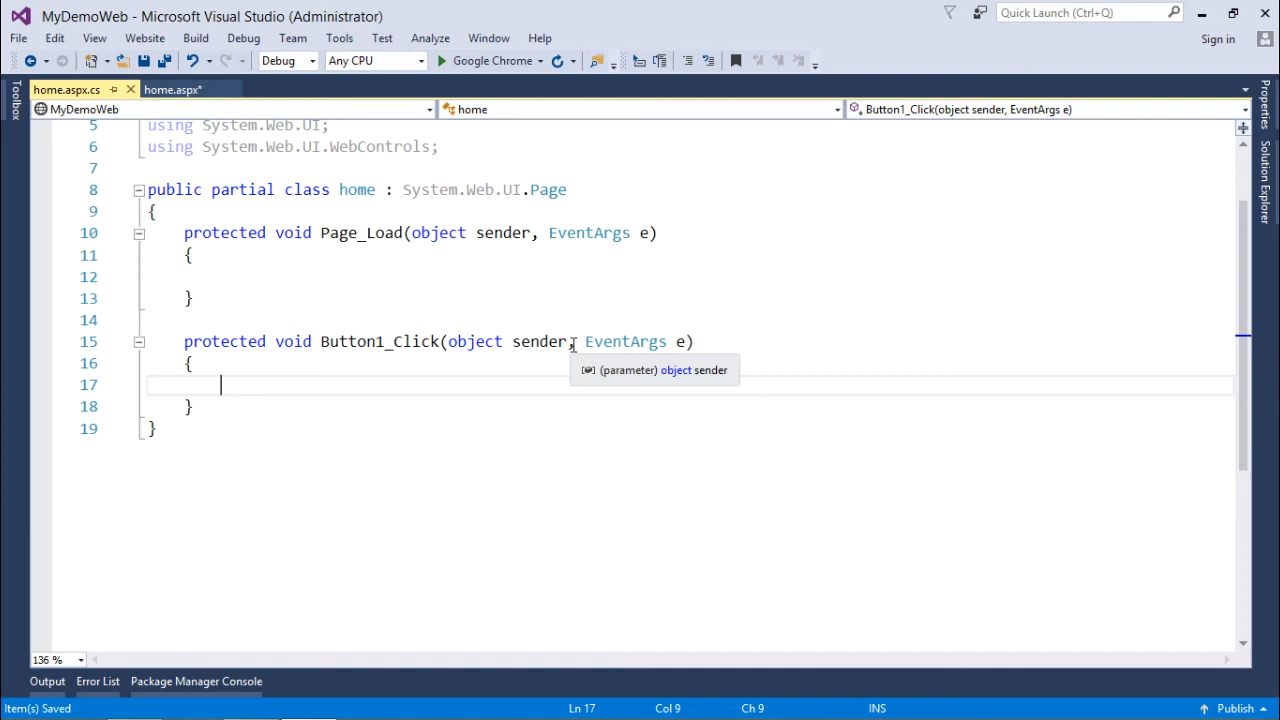 MyDemoWeb - Microsoft Visual Studio (Administrator)
Quick Launch (Ctrl+Q)
File Edit View Website Build Debug Team Tools Test Analyze Window Help
Sign in
Debug Any CPU Google Chrome
home.aspx.cs home.aspx*
MyDemoWeb home Button1_Click(object sender, EventArgs e)
Toolbox
Properties
Solution Explorer
5 using System.Web.UI;
6 using System.Web.UI.WebControls;
7
8 public partial class home : System.Web.UI.Page
9 {
10 protected void Page_Load(object sender, EventArgs e)
11 {
12
13 }
14
15 protected void Button1_Click(object sender, EventArgs e)
16 {
(parameter) object sender
17
18 }
19 }
136 %
Output Error List Package Manager Console
Item(s) Saved Ln 17 Col 9 Ch 9 INS Publish